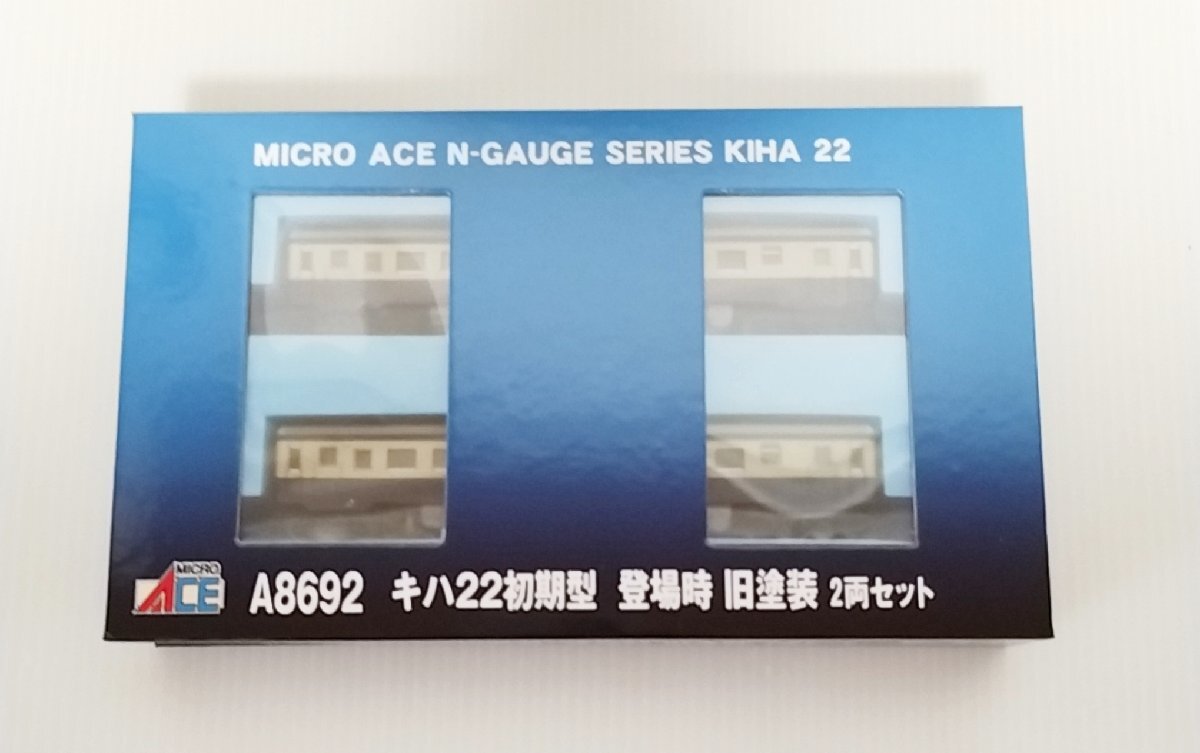 MICRO ACE N-GAUGE SERIES KIHA 22
MICRO
ACE
A8692 キハ22初期型 登場時 旧塗装 2両セット